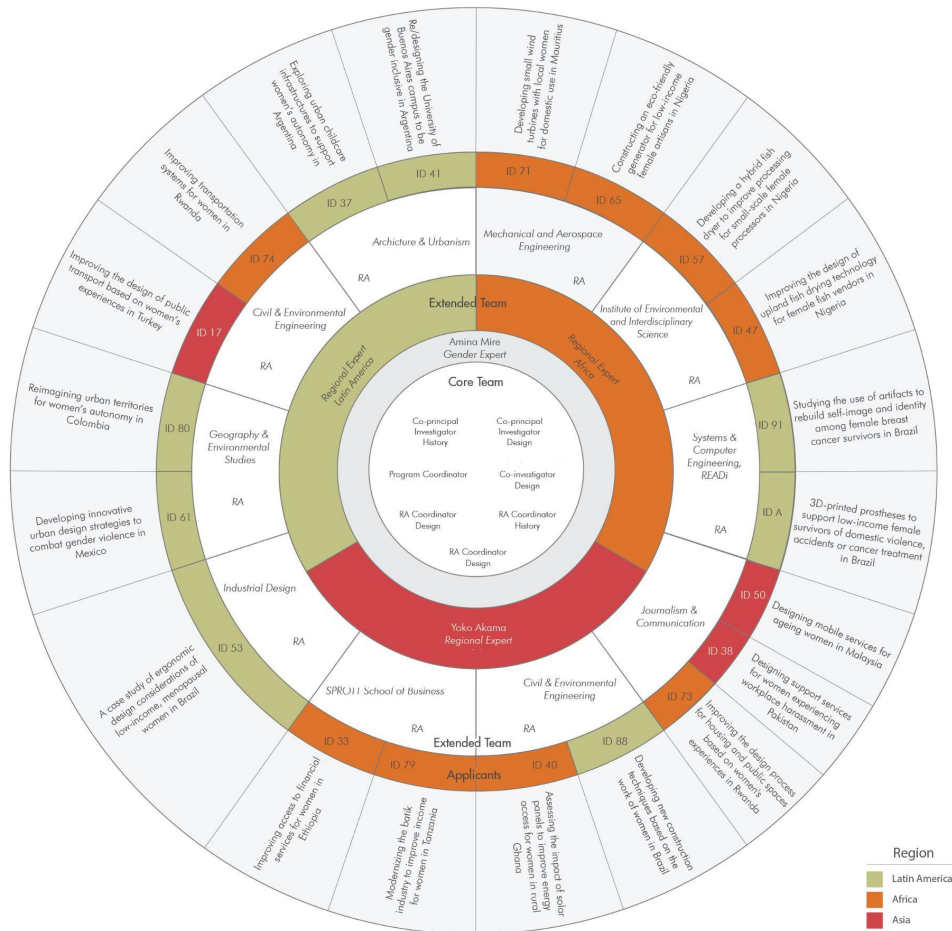 Re/designing the University of
Buenos Aires campus to be
gender inclusive in Argentina
Developing small wind
turbines with local women
for domestic use in Mauritius
Constructing an eco-friendly
generator for low-income
female artisans in Nigeria
Developing a hybrid fish
dryer to improve processing
for small-scale female
processors in Nigeria
Improving the design of
upland fish drying technology
for female fish vendors in
Nigeria
Studying the use of artifacts to
rebuild self-image and identity
among female breast
cancer survivors in Brazil
3D-printed prostheses to
support low-income female
survivors of domestic violence,
accidents or cancer treatment
in Brazil
Designing mobile services for
ageing women in Malaysia
Designing support services
for women experiencing
workplace harassment in
Pakistan
Improving the design process
for housing and public spaces
based on women's
experiences in Rwanda
Developing new construction
techniques based on the
work of women in Brazil
Assessing the impact of solar
panels to improve energy
access for women in rural
Ghana
Modernizing the batik
industry to improve income
for women in Tanzania
Improving access to financial
services for women in
Ethiopia
A case study of ergonomic
design considerations of
low-income, menopausal
women in Brazil
Developing innovative
urban design strategies to
combat gender violence in
Mexico
Reimagining urban territories
for women's autonomy in
Colombia
Improving the design of public
transport based on women's
experiences in Turkey
Improving transportation
systems for women in
Rwanda
Exploring urban childcare
infrastructures to support
women's autonomy in
Argentina
ID 41
ID 71
ID 65
ID 57
ID 47
ID 91
ID A
ID 50
ID 38
ID 73
ID 88
ID 40
Applicants
ID 79
ID 33
ID 53
ID 61
ID 80
ID 17
ID 74
ID 37
Archicture & Urbanism
RA
Mechanical and Aerospace
Engineering
RA
Institute of Environmental
and Interdisciplinary
Science
RA
Systems &
Computer
Engineering,
READi
RA
Journalism &
Communication
Civil & Environmental
Engineering
RA
Extended Team
SPROTT School of Business
RA
Industrial Design
RA
Geography &
Environmental
Studies
RA
Civil & Environmental
Engineering
RA
Extended Team
Regional Expert
Latin America
Regional Expert
Africa
Yoko Akama
Regional Expert
Amina Mire
Gender Expert
Core Team
Co-principal
Investigator
History
Co-principal
Investigator
Design
Program Coordinator
Co-investigator
Design
RA Coordinator
Design
RA Coordinator
History
RA Coordinator
Design
Region
Latin America
Africa
Asia